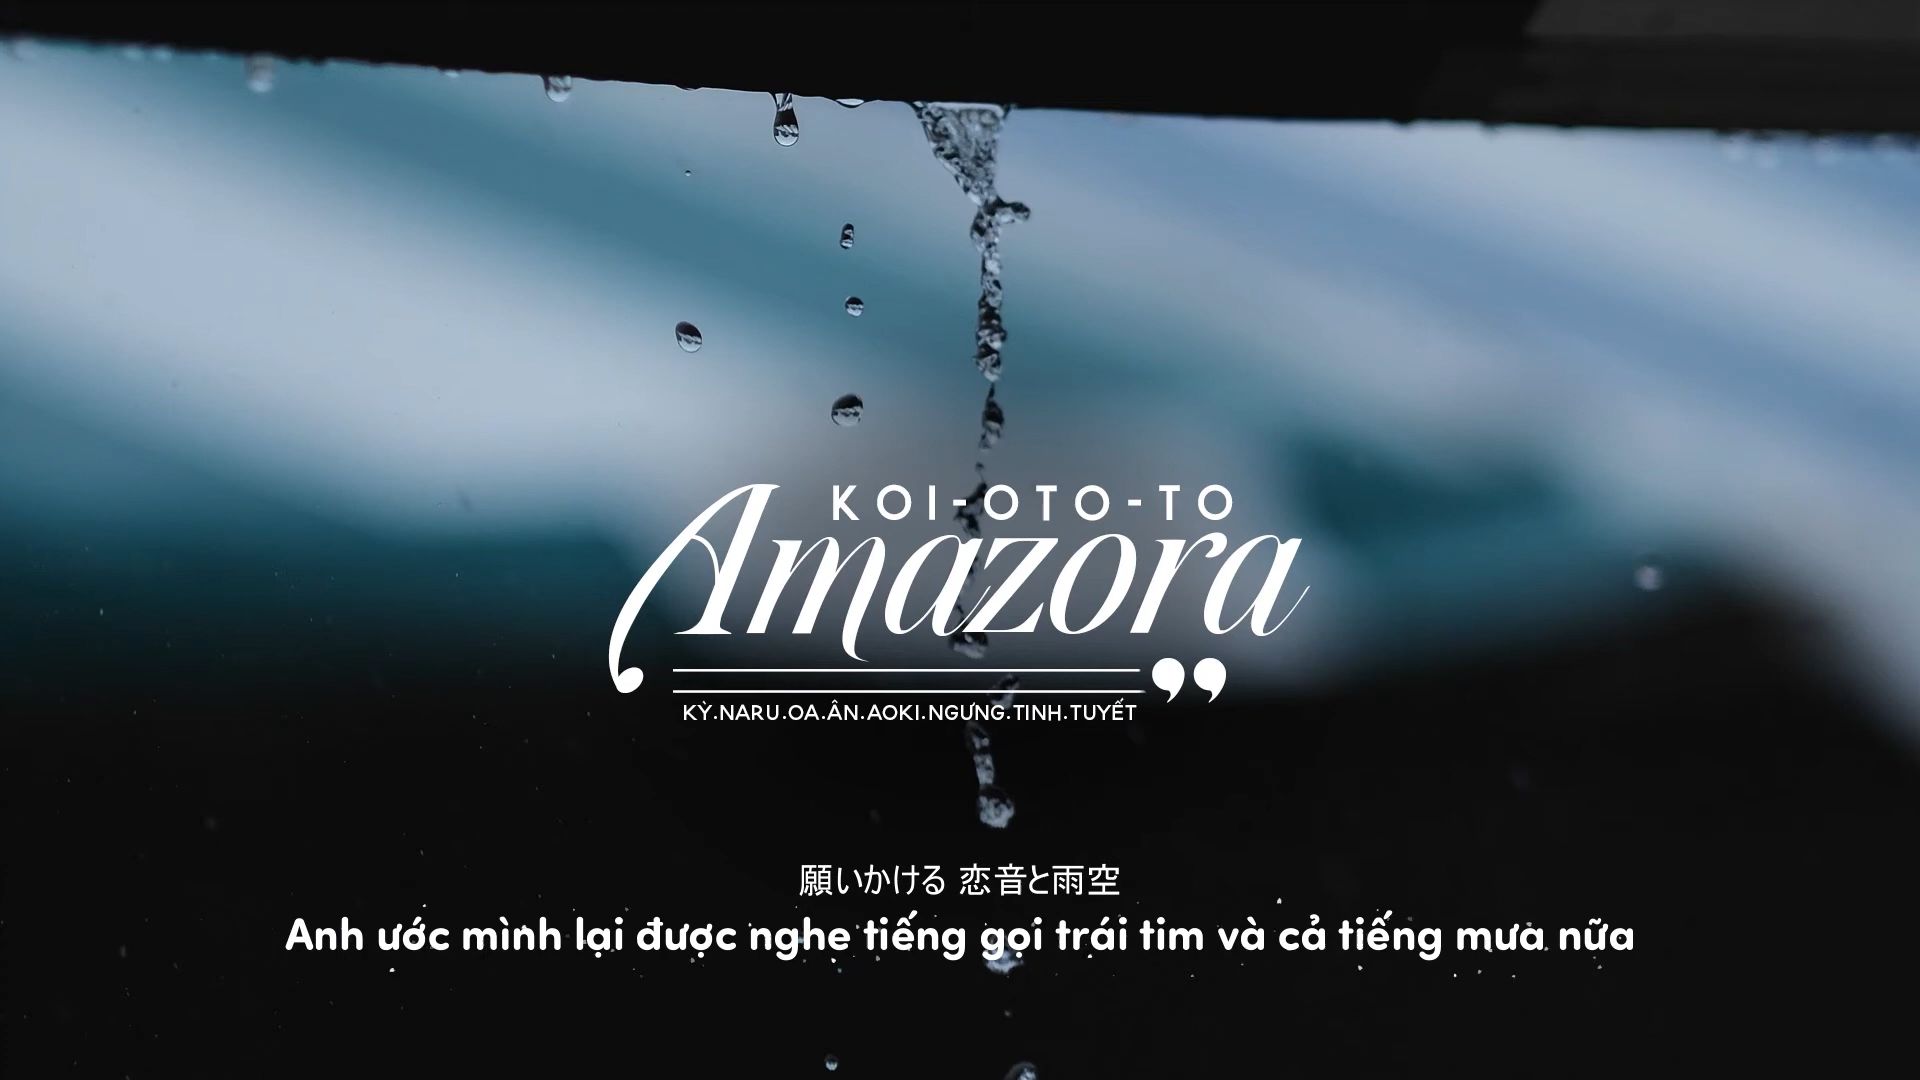 KOI-OTO-TO
Amazora
KỲ.NARU.OA.ÂN.AOKI.NGƯNG.TINH.TUYẾT
願いかける 恋音と雨空
Anh ước mình lại được nghe tiếng gọi trái tim và cả tiếng mưa nữa